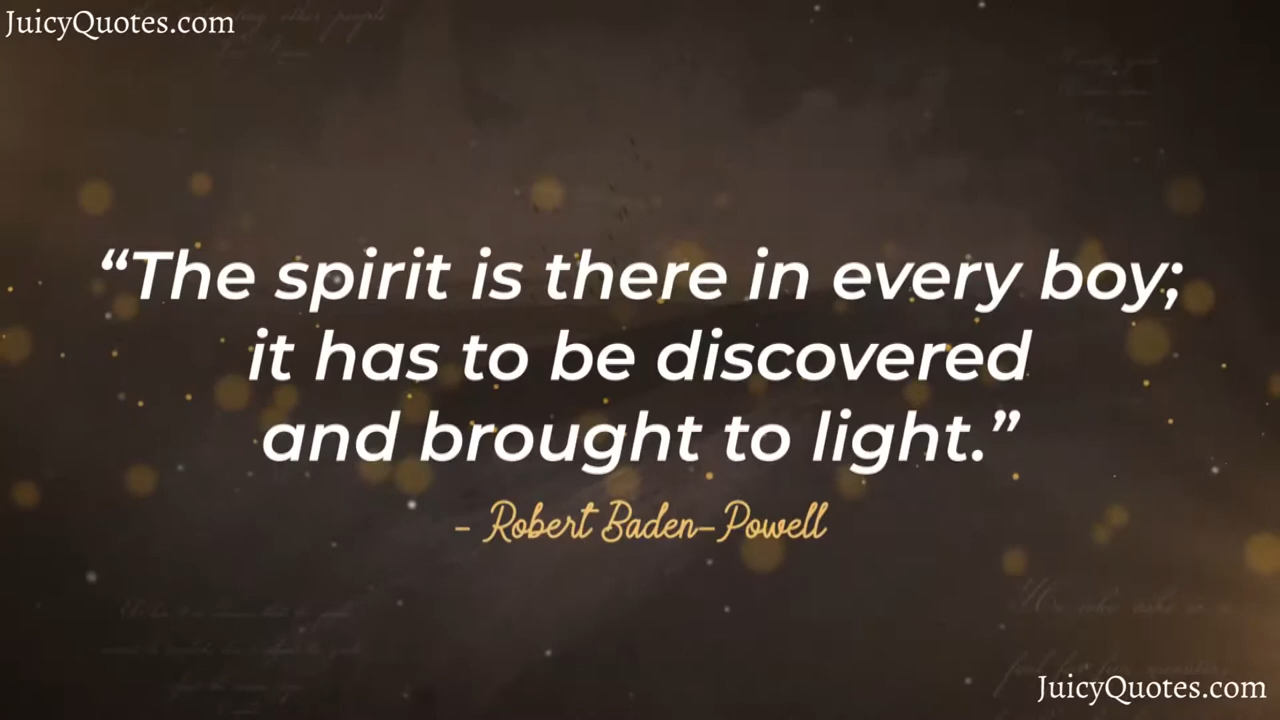 JuicyQuotes.com
“The spirit is there in every boy;
it has to be discovered
and brought to light.”
– Robert Baden-Powell
JuicyQuotes.com